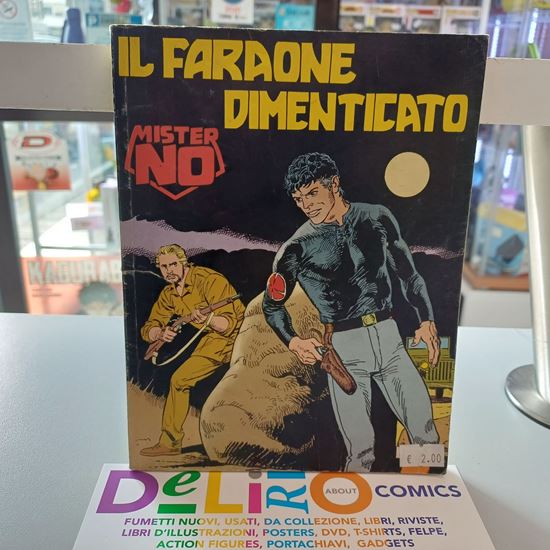 IL FARAONE
DIMENTICATO
MISTER
NO
KAGURABA
€ 2.00
DeLiRiO
ABOUT
COMICS
FUMETTI NUOVI, USATI, DA COLLEZIONE, LIBRI, RIVISTE,
LIBRI D'ILLUSTRAZIONI, POSTERS, DVD, T-SHIRTS, FELPE,
ACTION FIGURES, PORTACHIAVI, GADGETS